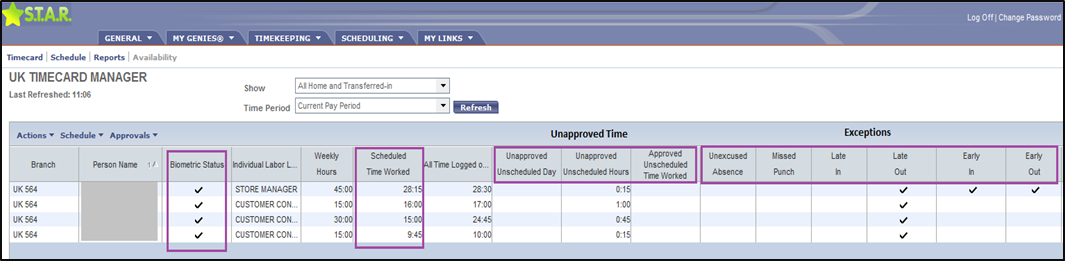 S.T.A.R.
Log Off | Change Password
GENERAL MY GENIES® TIMEKEEPING SCHEDULING MY LINKS
Timecard Schedule Reports Availability
UK TIMECARD MANAGER
Last Refreshed: 11:06
Show All Home and Transferred-in
Time Period Current Pay Period Refresh
Actions Schedule Approvals Unapproved Time Exceptions
Branch Person Name 1 Biometric Status Individual Labor L... Weekly Hours Scheduled Time Worked All Time Logged o... Unapproved Unscheduled Day Unapproved Unscheduled Hours Approved Unscheduled Time Worked Unexcused Absence Missed Punch Late In Late Out Early In Early Out
UK 564 ✓ STORE MANAGER 45:00 28:15 28:30 0:15 ✓ ✓ ✓
UK 564 ✓ CUSTOMER CON... 15:00 16:00 17:00 1:00 ✓
UK 564 ✓ CUSTOMER CON... 30:00 15:00 24:45 0:45 ✓
UK 564 ✓ CUSTOMER CON... 15:00 9:45 10:00 0:15 ✓